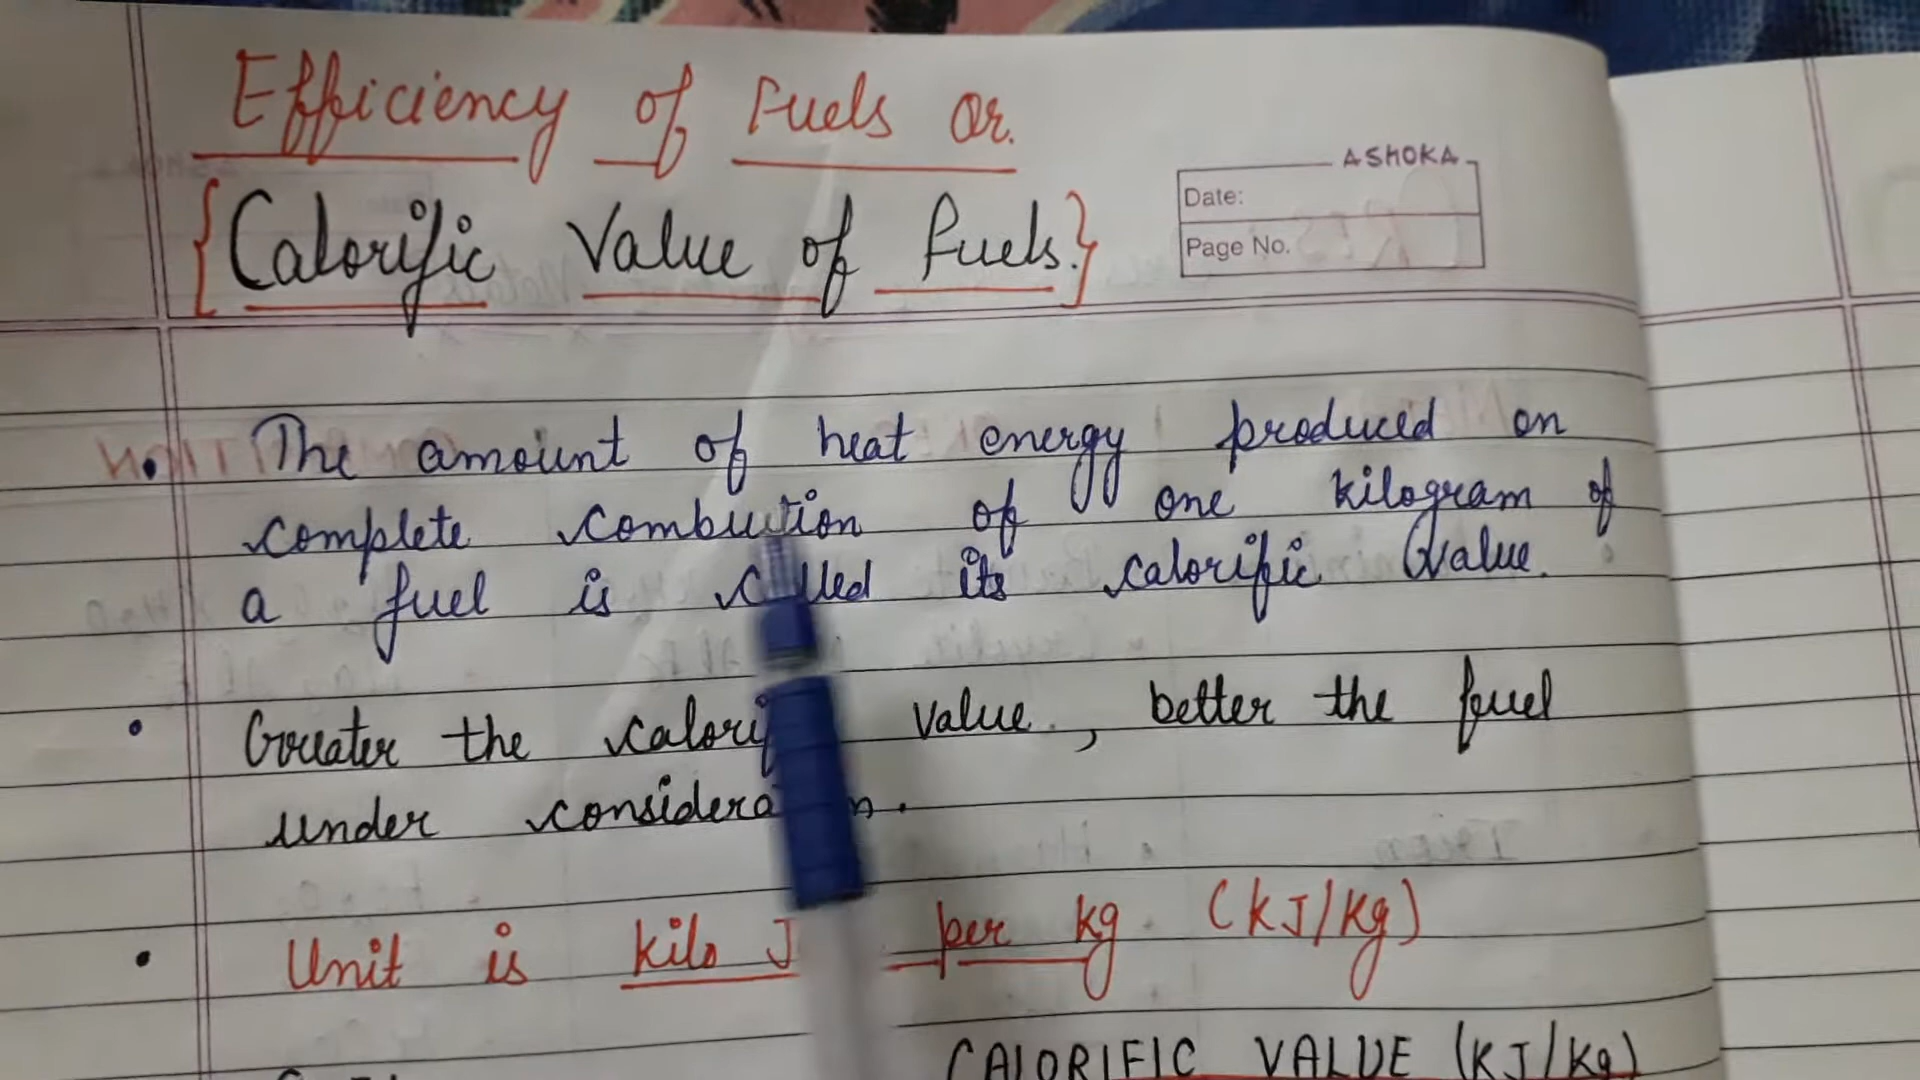 Efficiency of Fuels or.
{Calorific Value of fuels.}
ASHOKA
Date:
Page No.
• The amount of heat energy produced on
complete combution of one kilogram of
a fuel is called its calorific value.
• Greater the value, better the fuel
under
• Unit is kilo J per kg (kJ/kg)
CALORIFIC VALUE (KJ/Kg)